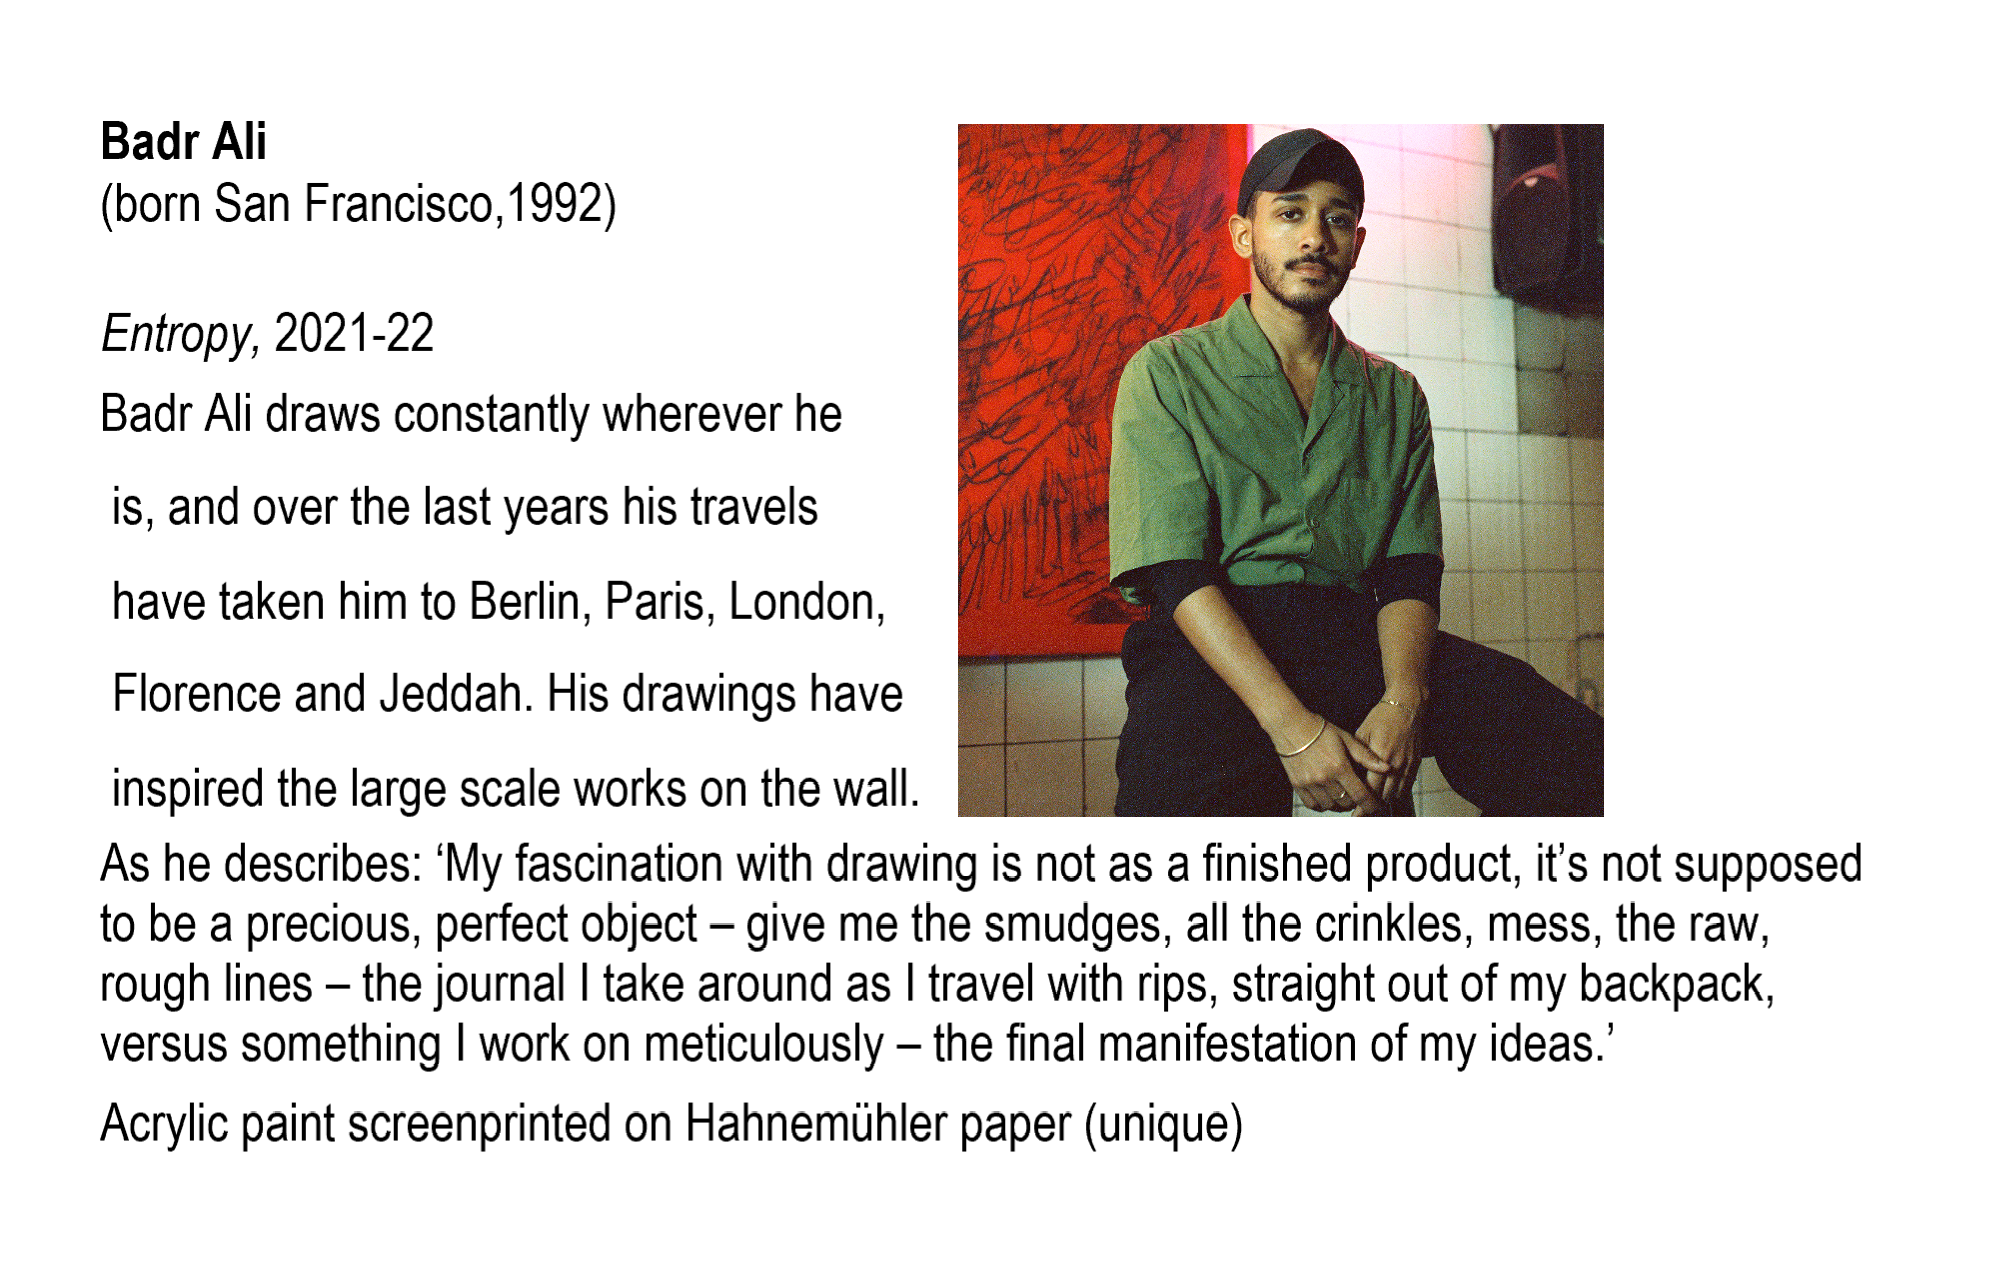 Badr Ali
(born San Francisco,1992)
Entropy, 2021-22
Badr Ali draws constantly wherever he
is, and over the last years his travels
have taken him to Berlin, Paris, London,
Florence and Jeddah. His drawings have
inspired the large scale works on the wall.
As he describes: ‘My fascination with drawing is not as a finished product, it’s not supposed
to be a precious, perfect object – give me the smudges, all the crinkles, mess, the raw,
rough lines – the journal I take around as I travel with rips, straight out of my backpack,
versus something I work on meticulously – the final manifestation of my ideas.’
Acrylic paint screenprinted on Hahnemühler paper (unique)